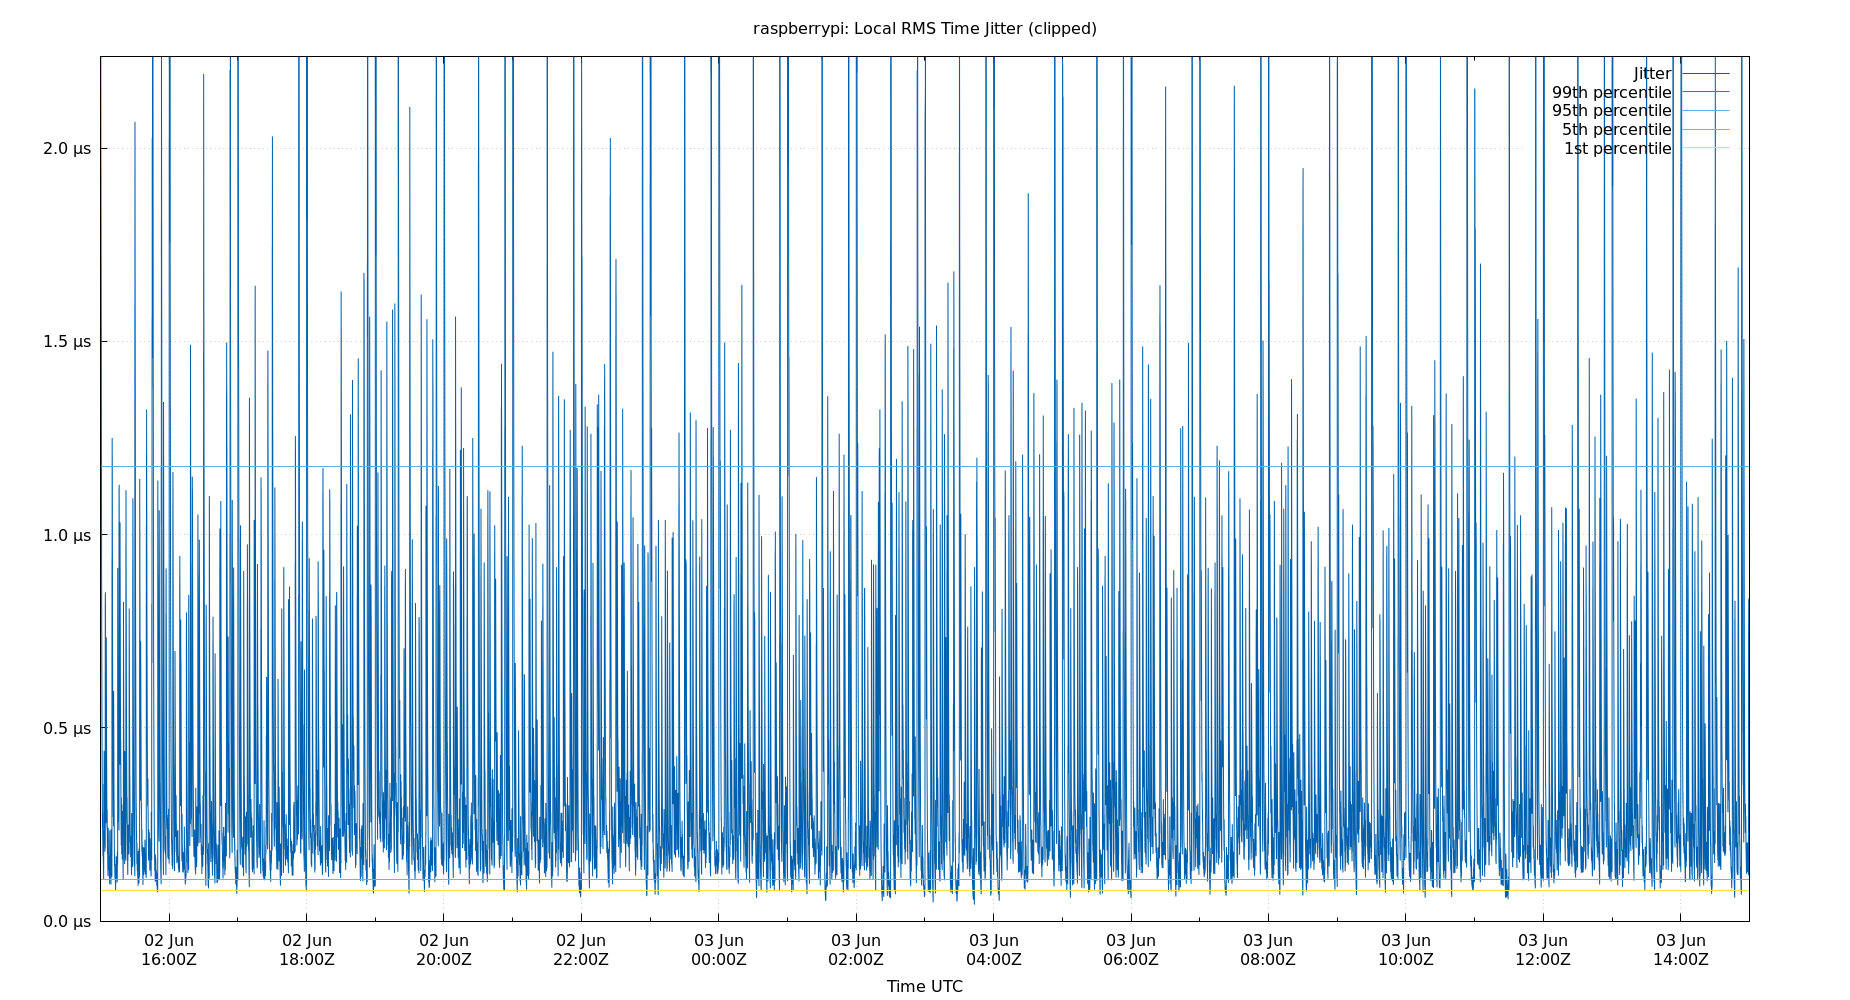 raspberrypi: Local RMS Time Jitter (clipped)
Jitter
99th percentile
95th percentile
5th percentile
1st percentile
2.0 µs
1.5 µs
1.0 µs
0.5 µs
0.0 µs
02 Jun 02 Jun 02 Jun 02 Jun 03 Jun 03 Jun 03 Jun 03 Jun 03 Jun 03 Jun 03 Jun 03 Jun
16:00Z 18:00Z 20:00Z 22:00Z 00:00Z 02:00Z 04:00Z 06:00Z 08:00Z 10:00Z 12:00Z 14:00Z
Time UTC